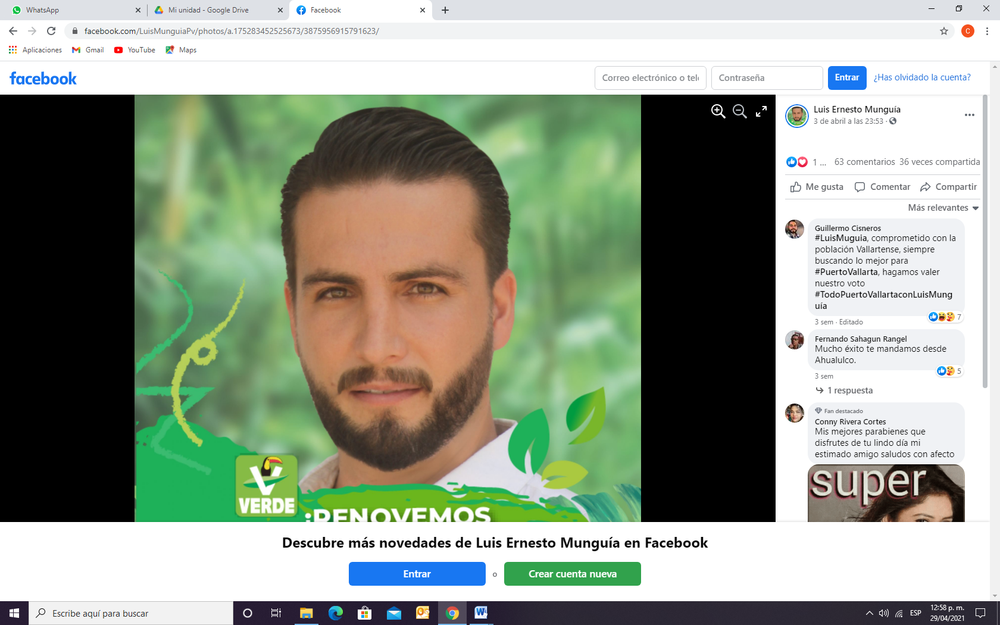 WhatsApp
Mi unidad - Google Drive
Facebook
facebook.com/LuisMunguiaPv/photos/a.175283452525673/3875956915791623/
C
Aplicaciones
Gmail
YouTube
Maps
facebook
Correo electrónico o telé
Contraseña
Entrar
¿Has olvidado la cuenta?
Luis Ernesto Munguía
3 de abril a las 23:53 ·
1 ...
63 comentarios
36 veces compartida
Me gusta
Comentar
Compartir
Más relevantes
Guillermo Cisneros
#LuisMuguia, comprometido con la
población Vallartense, siempre
buscando lo mejor para
#PuertoVallarta, hagamos valer
nuestro voto
#TodoPuertoVallartaconLuisMung
uía
7
3 sem · Editado
Fernando Sahagun Rangel
Mucho éxito te mandamos desde
Ahualulco.
5
3 sem
1 respuesta
Fan destacado
Conny Rivera Cortes
Mis mejores parabienes que
disfrutes de tu lindo día mi
estimado amigo saludos con afecto
super
V
VERDE
¡RENOVEMOS
Descubre más novedades de Luis Ernesto Munguía en Facebook
Entrar
o
Crear cuenta nueva
Escribe aquí para buscar
ESP
12:58 p. m.
29/04/2021